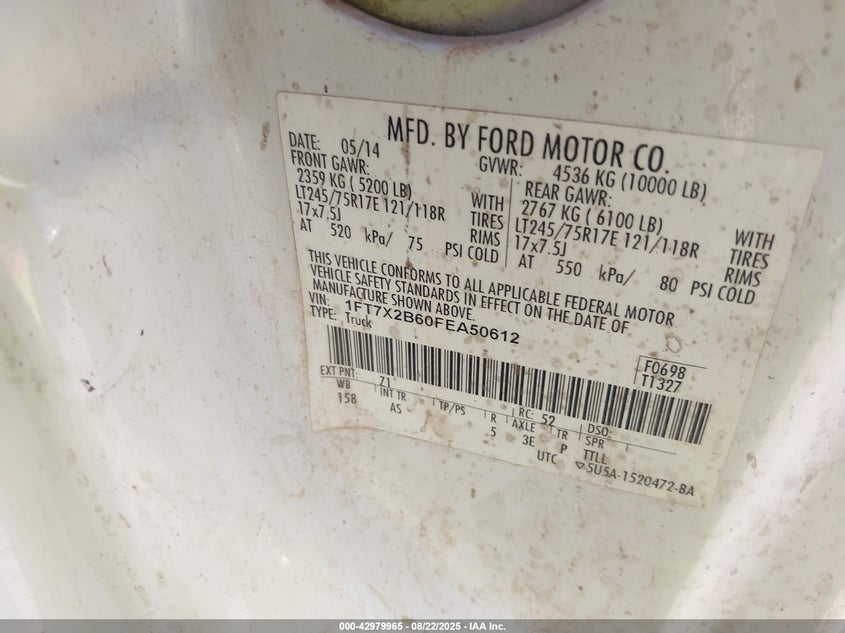 MFD. BY FORD MOTOR CO.
DATE: 05/14 GVWR: 4536 KG (10000 LB)
FRONT GAWR: REAR GAWR:
2359 KG ( 5200 LB) WITH 2767 KG ( 6100 LB) WITH
LT245/75R17E 121/118R TIRES LT245/75R17E 121/118R TIRES
17x7.5J RIMS 17x7.5J RIMS
AT 520 kPa/ 75 PSI COLD AT 550 kPa/ 80 PSI COLD
THIS VEHICLE CONFORMS TO ALL APPLICABLE FEDERAL MOTOR
VEHICLE SAFETY STANDARDS IN EFFECT ON THE DATE OF
MANUFACTURE SHOWN ABOVE.
VIN: 1FT7X2B60FEA50612
TYPE: Truck
F0698
T1327
EXT PNT: Z1 RC: 52 DSO:
WB INT TR TP/PS R AXLE TR SPR
158 AS 5 3E P TTLL
UTC ▽5U5A-1520472-BA
000-42979965 - 08/22/2025 - IAA Inc.